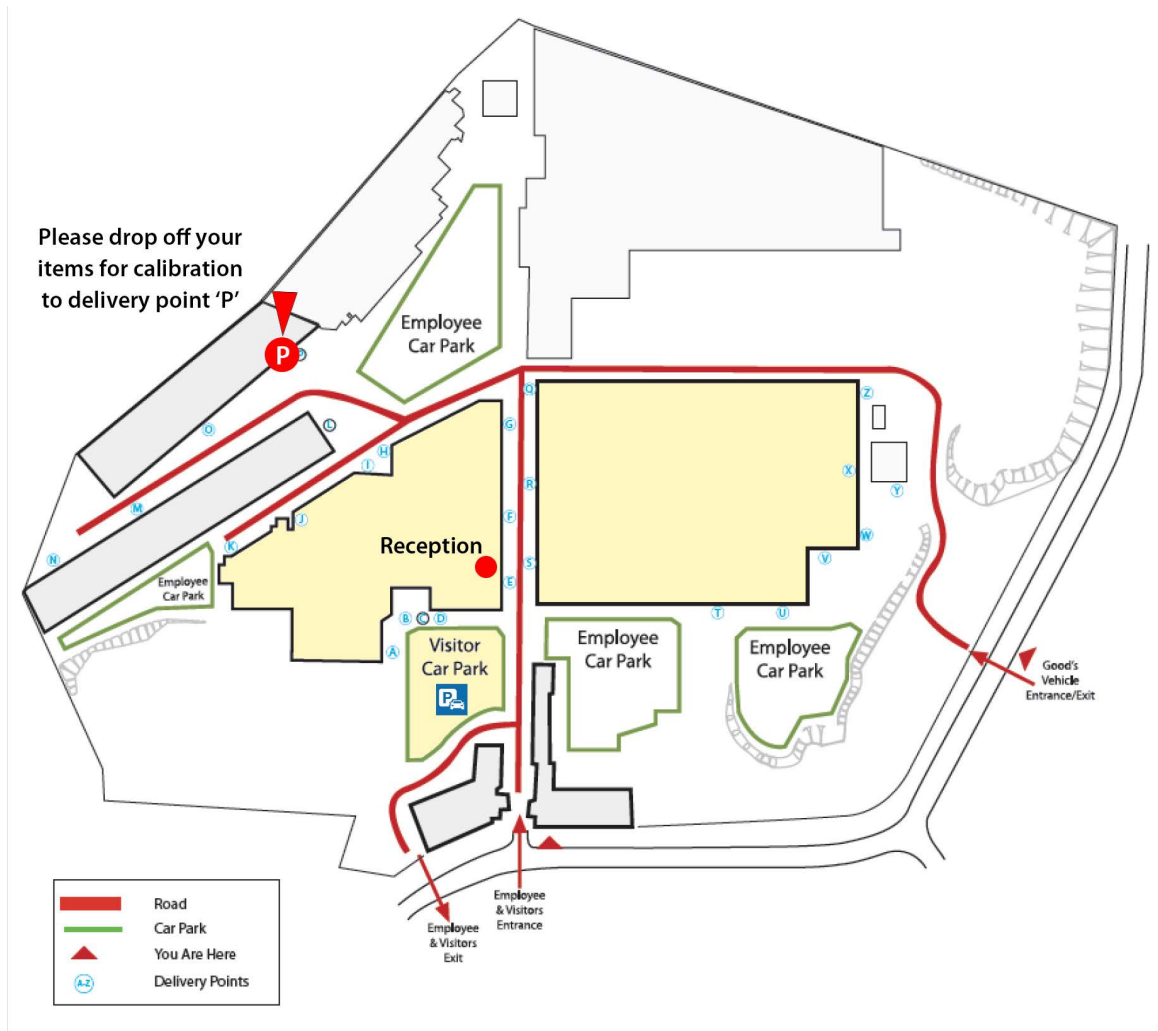 Please drop off your
items for calibration
to delivery point ‘P’
P
Employee
Car Park
Q
Z
G
O
L
H
I
X
R
Y
M
F
J
W
K
Reception
N
S
V
E
Employee
Car Park
B
C
D
T
U
A
Visitor
Car Park
P
Employee
Car Park
Employee
Car Park
Good's
Vehicle
Entrance/Exit
Employee
& Visitors
Entrance
Employee
& Visitors
Exit
Road
Car Park
You Are Here
A-Z
Delivery Points